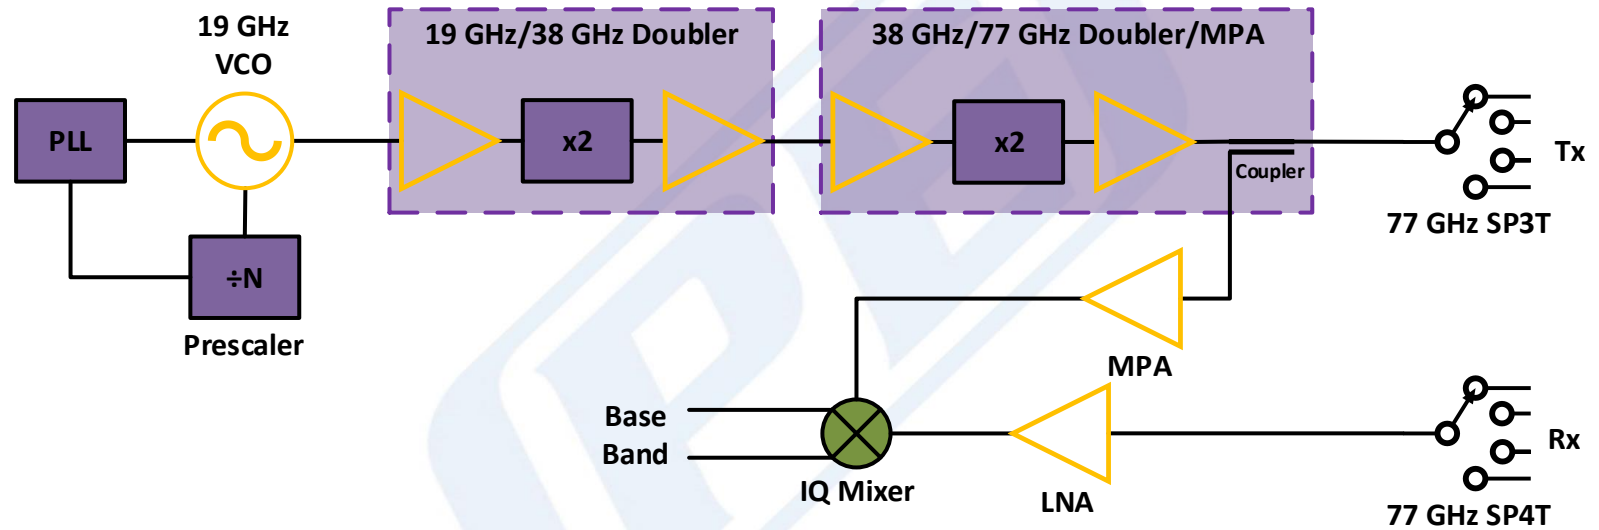 19 GHz
VCO
19 GHz/38 GHz Doubler
38 GHz/77 GHz Doubler/MPA
PLL
x2
x2
Coupler
Tx
77 GHz SP3T
÷N
Prescaler
MPA
Base
Band
IQ Mixer
LNA
Rx
77 GHz SP4T